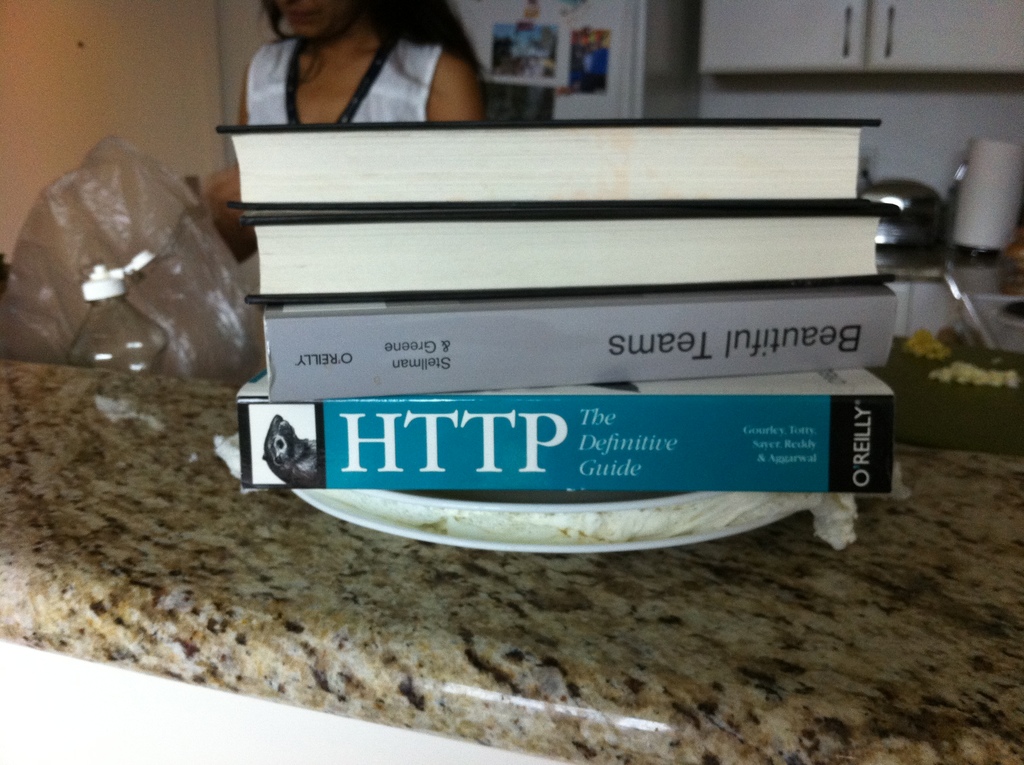 Beautiful Teams
Stellman
& Greene
O'REILLY
HTTP
The
Definitive
Guide
Gourley, Totty,
Sayer, Reddy
& Aggarwal
O'REILLY®